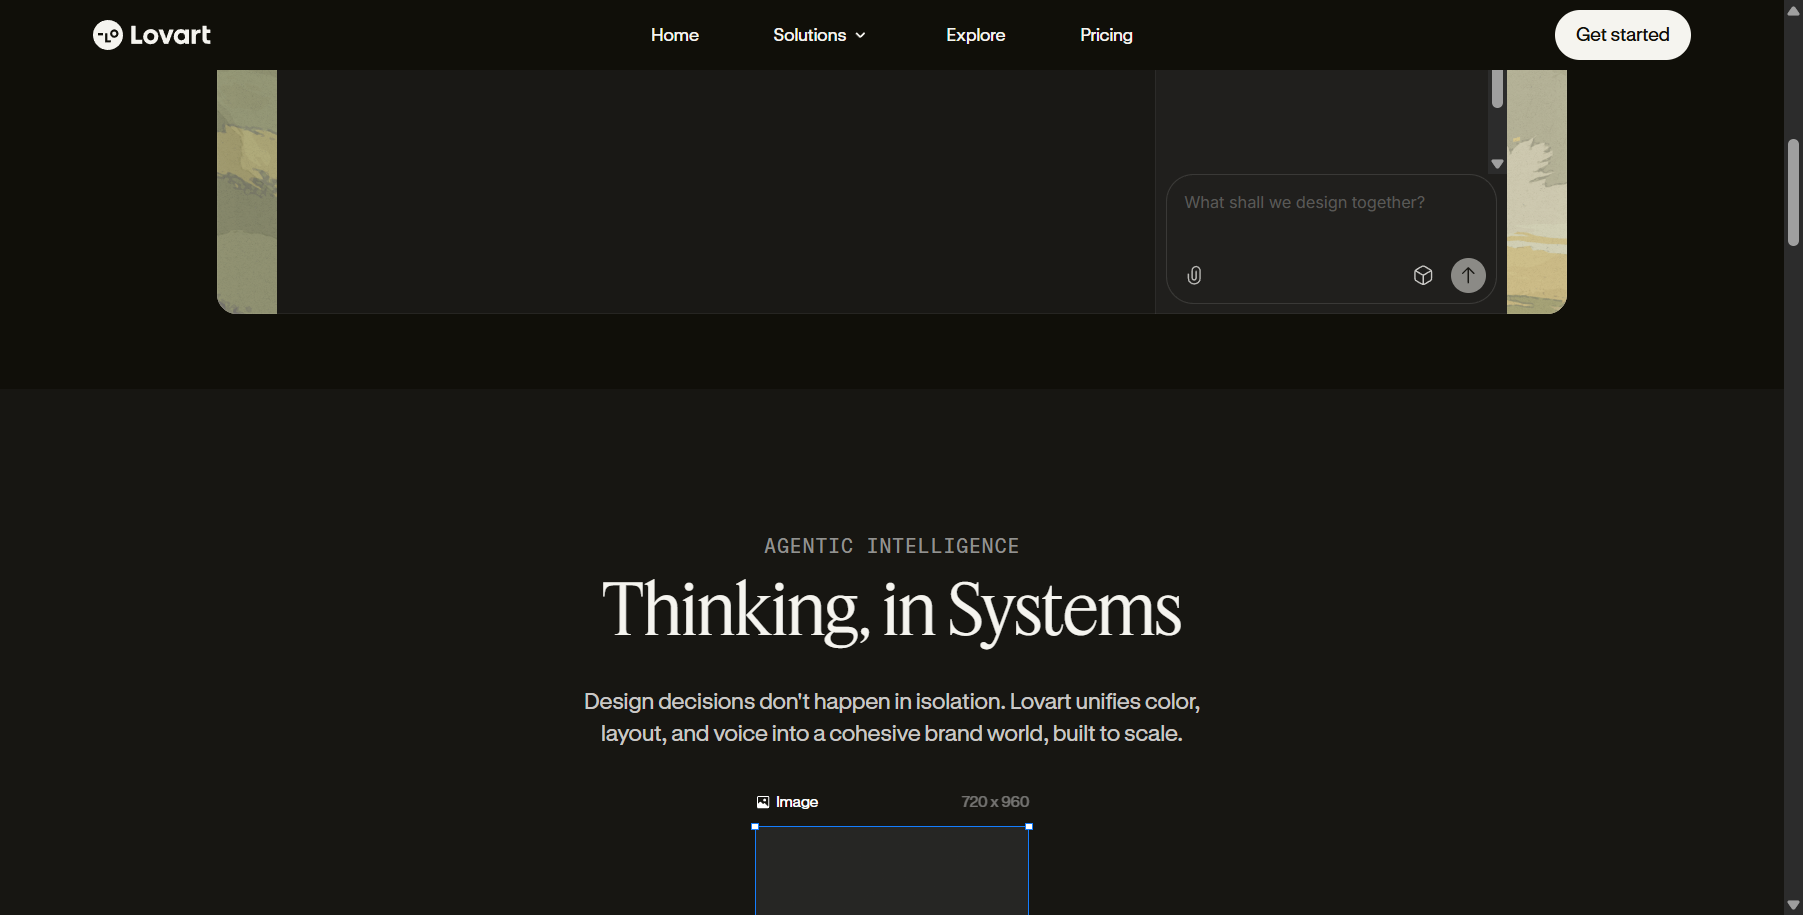 Lovart
Home
Solutions
Explore
Pricing
Get started
What shall we design together?
AGENTIC INTELLIGENCE
Thinking, in Systems
Design decisions don't happen in isolation. Lovart unifies color,
layout, and voice into a cohesive brand world, built to scale.
Image
720 x 960